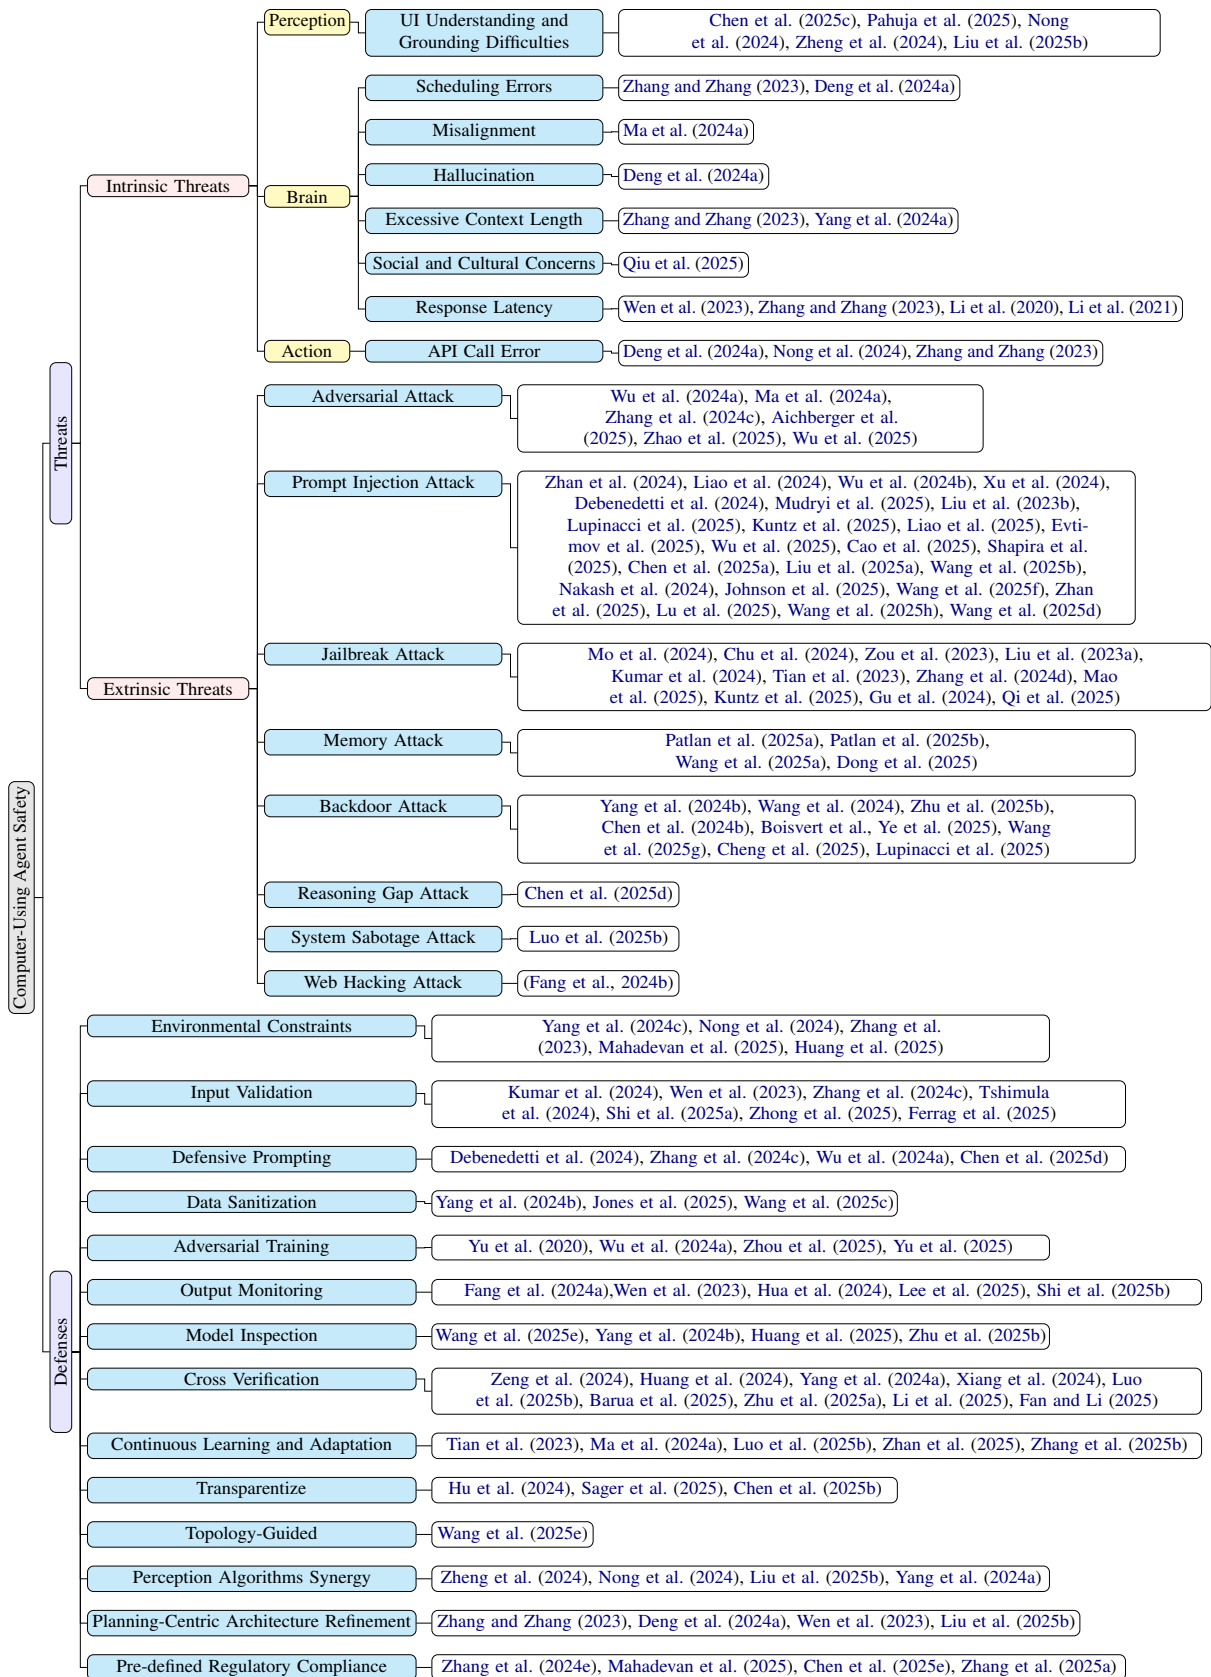 Computer-Using Agent Safety
Threats
Intrinsic Threats
Perception
UI Understanding and
Grounding Difficulties
Chen et al. (2025c), Pahuja et al. (2025), Nong
et al. (2024), Zheng et al. (2024), Liu et al. (2025b)
Brain
Scheduling Errors
Zhang and Zhang (2023), Deng et al. (2024a)
Misalignment
Ma et al. (2024a)
Hallucination
Deng et al. (2024a)
Excessive Context Length
Zhang and Zhang (2023), Yang et al. (2024a)
Social and Cultural Concerns
Qiu et al. (2025)
Response Latency
Wen et al. (2023), Zhang and Zhang (2023), Li et al. (2020), Li et al. (2021)
Action
API Call Error
Deng et al. (2024a), Nong et al. (2024), Zhang and Zhang (2023)
Extrinsic Threats
Adversarial Attack
Wu et al. (2024a), Ma et al. (2024a),
Zhang et al. (2024c), Aichberger et al.
(2025), Zhao et al. (2025), Wu et al. (2025)
Prompt Injection Attack
Zhan et al. (2024), Liao et al. (2024), Wu et al. (2024b), Xu et al. (2024),
Debenedetti et al. (2024), Mudryi et al. (2025), Liu et al. (2023b),
Lupinacci et al. (2025), Kuntz et al. (2025), Liao et al. (2025), Evti-
mov et al. (2025), Wu et al. (2025), Cao et al. (2025), Shapira et al.
(2025), Chen et al. (2025a), Liu et al. (2025a), Wang et al. (2025b),
Nakash et al. (2024), Johnson et al. (2025), Wang et al. (2025f), Zhan
et al. (2025), Lu et al. (2025), Wang et al. (2025h), Wang et al. (2025d)
Jailbreak Attack
Mo et al. (2024), Chu et al. (2024), Zou et al. (2023), Liu et al. (2023a),
Kumar et al. (2024), Tian et al. (2023), Zhang et al. (2024d), Mao
et al. (2025), Kuntz et al. (2025), Gu et al. (2024), Qi et al. (2025)
Memory Attack
Patlan et al. (2025a), Patlan et al. (2025b),
Wang et al. (2025a), Dong et al. (2025)
Backdoor Attack
Yang et al. (2024b), Wang et al. (2024), Zhu et al. (2025b),
Chen et al. (2024b), Boisvert et al., Ye et al. (2025), Wang
et al. (2025g), Cheng et al. (2025), Lupinacci et al. (2025)
Reasoning Gap Attack
Chen et al. (2025d)
System Sabotage Attack
Luo et al. (2025b)
Web Hacking Attack
(Fang et al., 2024b)
Defenses
Environmental Constraints
Yang et al. (2024c), Nong et al. (2024), Zhang et al.
(2023), Mahadevan et al. (2025), Huang et al. (2025)
Input Validation
Kumar et al. (2024), Wen et al. (2023), Zhang et al. (2024c), Tshimula
et al. (2024), Shi et al. (2025a), Zhong et al. (2025), Ferrag et al. (2025)
Defensive Prompting
Debenedetti et al. (2024), Zhang et al. (2024c), Wu et al. (2024a), Chen et al. (2025d)
Data Sanitization
Yang et al. (2024b), Jones et al. (2025), Wang et al. (2025c)
Adversarial Training
Yu et al. (2020), Wu et al. (2024a), Zhou et al. (2025), Yu et al. (2025)
Output Monitoring
Fang et al. (2024a),Wen et al. (2023), Hua et al. (2024), Lee et al. (2025), Shi et al. (2025b)
Model Inspection
Wang et al. (2025e), Yang et al. (2024b), Huang et al. (2025), Zhu et al. (2025b)
Cross Verification
Zeng et al. (2024), Huang et al. (2024), Yang et al. (2024a), Xiang et al. (2024), Luo
et al. (2025b), Barua et al. (2025), Zhu et al. (2025a), Li et al. (2025), Fan and Li (2025)
Continuous Learning and Adaptation
Tian et al. (2023), Ma et al. (2024a), Luo et al. (2025b), Zhan et al. (2025), Zhang et al. (2025b)
Transparentize
Hu et al. (2024), Sager et al. (2025), Chen et al. (2025b)
Topology-Guided
Wang et al. (2025e)
Perception Algorithms Synergy
Zheng et al. (2024), Nong et al. (2024), Liu et al. (2025b), Yang et al. (2024a)
Planning-Centric Architecture Refinement
Zhang and Zhang (2023), Deng et al. (2024a), Wen et al. (2023), Liu et al. (2025b)
Pre-defined Regulatory Compliance
Zhang et al. (2024e), Mahadevan et al. (2025), Chen et al. (2025e), Zhang et al. (2025a)